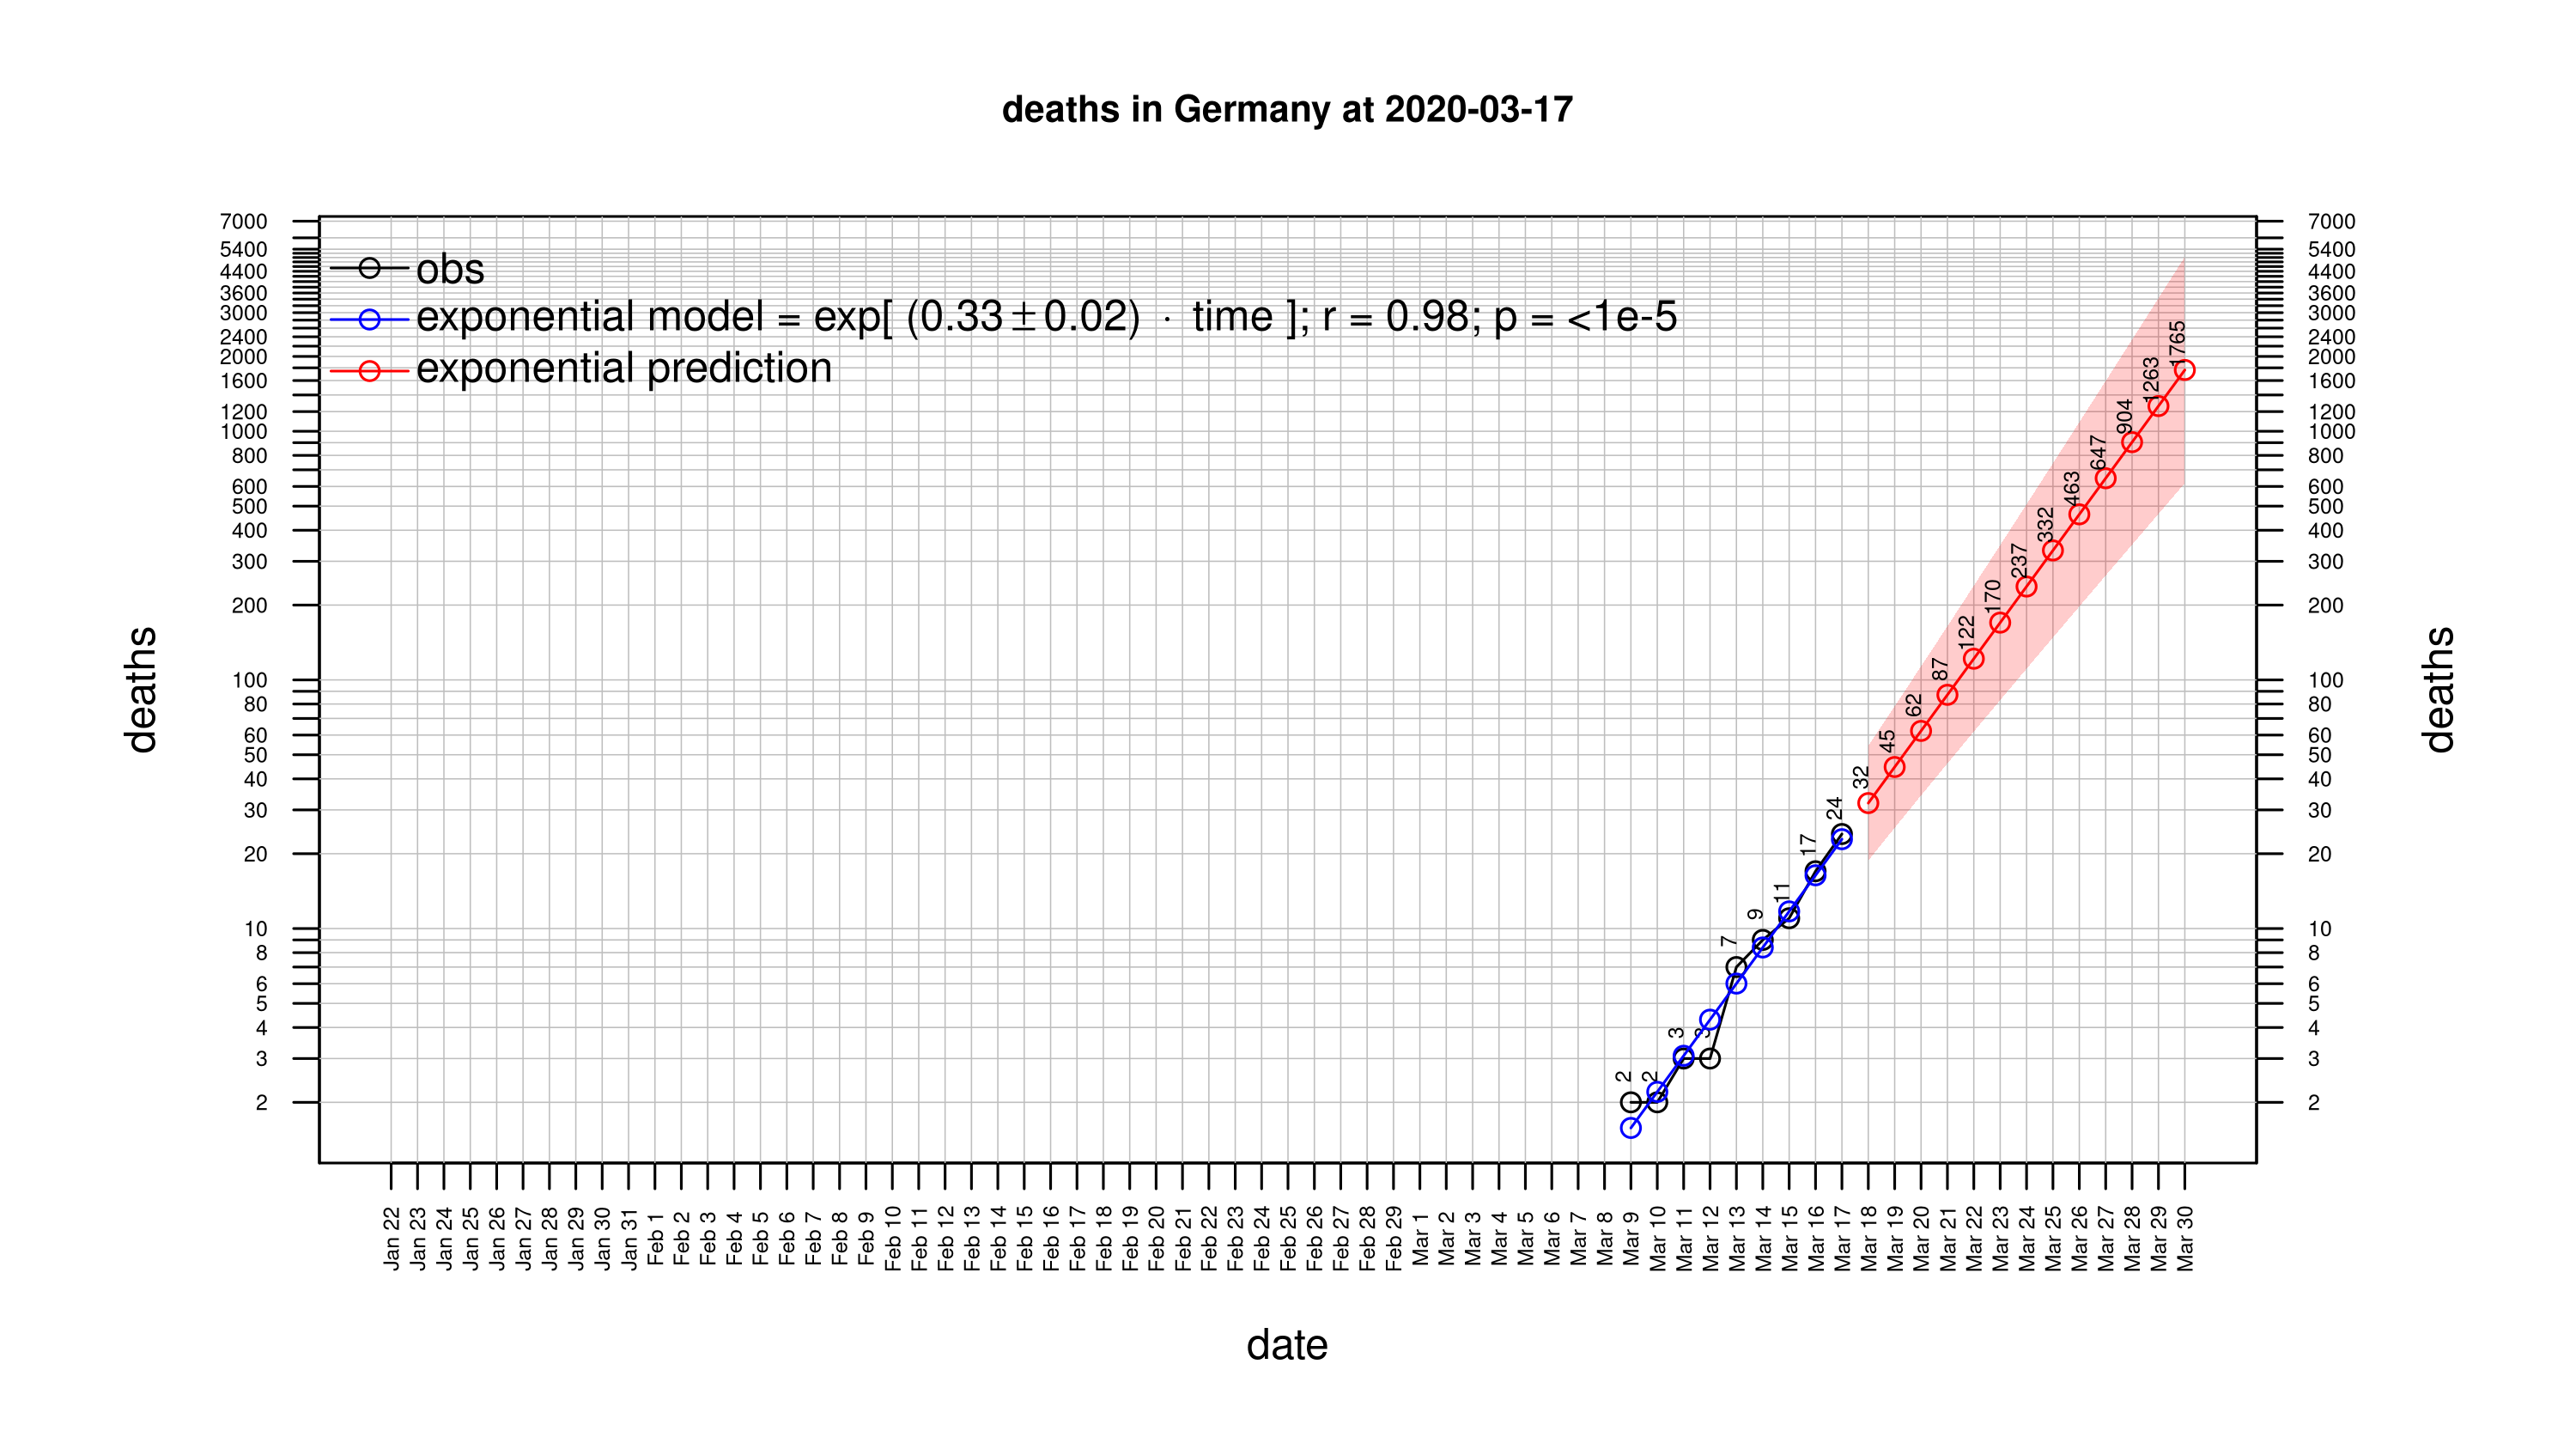 deaths in Germany at 2020-03-17
obs
exponential model = exp[ (0.33±0.02) · time ]; r = 0.98; p = <1e-5
exponential prediction
deaths
7000
5400
4400
3600
3000
2400
2000
1600
1200
1000
800
600
500
400
300
200
100
80
60
50
40
30
20
10
8
6
5
4
3
2
2
2
3
3
7
9
11
17
24
32
45
62
87
122
170
237
332
463
647
904
1263
1765
7000
5400
4400
3600
3000
2400
2000
1600
1200
1000
800
600
500
400
300
200
100
80
60
50
40
30
20
10
8
6
5
4
3
2
deaths
Jan 22
Jan 23
Jan 24
Jan 25
Jan 26
Jan 27
Jan 28
Jan 29
Jan 30
Jan 31
Feb 1
Feb 2
Feb 3
Feb 4
Feb 5
Feb 6
Feb 7
Feb 8
Feb 9
Feb 10
Feb 11
Feb 12
Feb 13
Feb 14
Feb 15
Feb 16
Feb 17
Feb 18
Feb 19
Feb 20
Feb 21
Feb 22
Feb 23
Feb 24
Feb 25
Feb 26
Feb 27
Feb 28
Feb 29
Mar 1
Mar 2
Mar 3
Mar 4
Mar 5
Mar 6
Mar 7
Mar 8
Mar 9
Mar 10
Mar 11
Mar 12
Mar 13
Mar 14
Mar 15
Mar 16
Mar 17
Mar 18
Mar 19
Mar 20
Mar 21
Mar 22
Mar 23
Mar 24
Mar 25
Mar 26
Mar 27
Mar 28
Mar 29
Mar 30
date